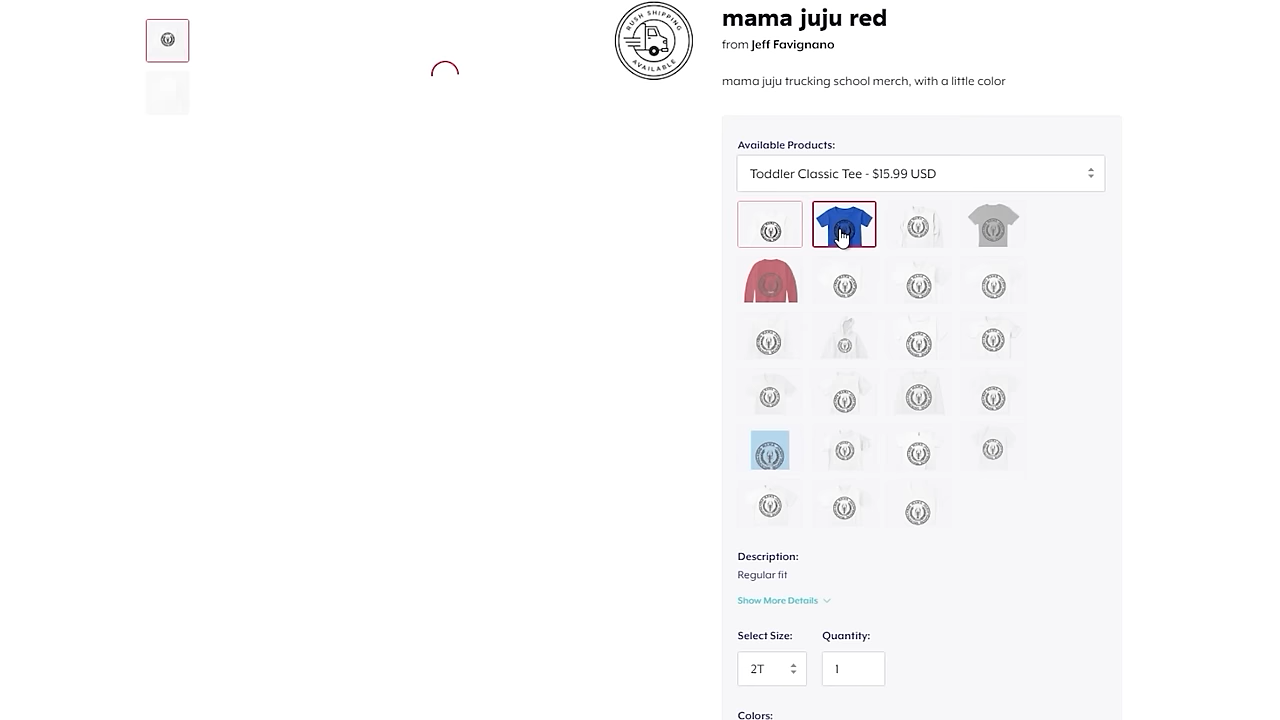 RUSH SHIPPING
AVAILABLE
mama juju red
from Jeff Favignano
mama juju trucking school merch, with a little color
Available Products:
Toddler Classic Tee - $15.99 USD
Description:
Regular fit
Show More Details
Select Size:
Quantity:
2T
1
Colors: